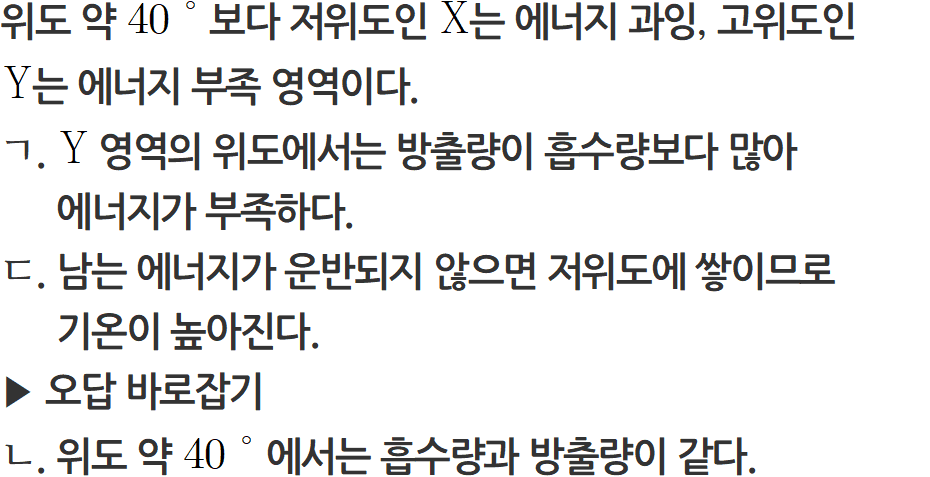 위도 약 40° 보다 저위도인 X는 에너지 과잉, 고위도인
Y는 에너지 부족 영역이다.
ㄱ. Y 영역의 위도에서는 방출량이 흡수량보다 많아
에너지가 부족하다.
ㄷ. 남는 에너지가 운반되지 않으면 저위도에 쌓이므로
기온이 높아진다.
▶ 오답 바로잡기
ㄴ. 위도 약 40° 에서는 흡수량과 방출량이 같다.